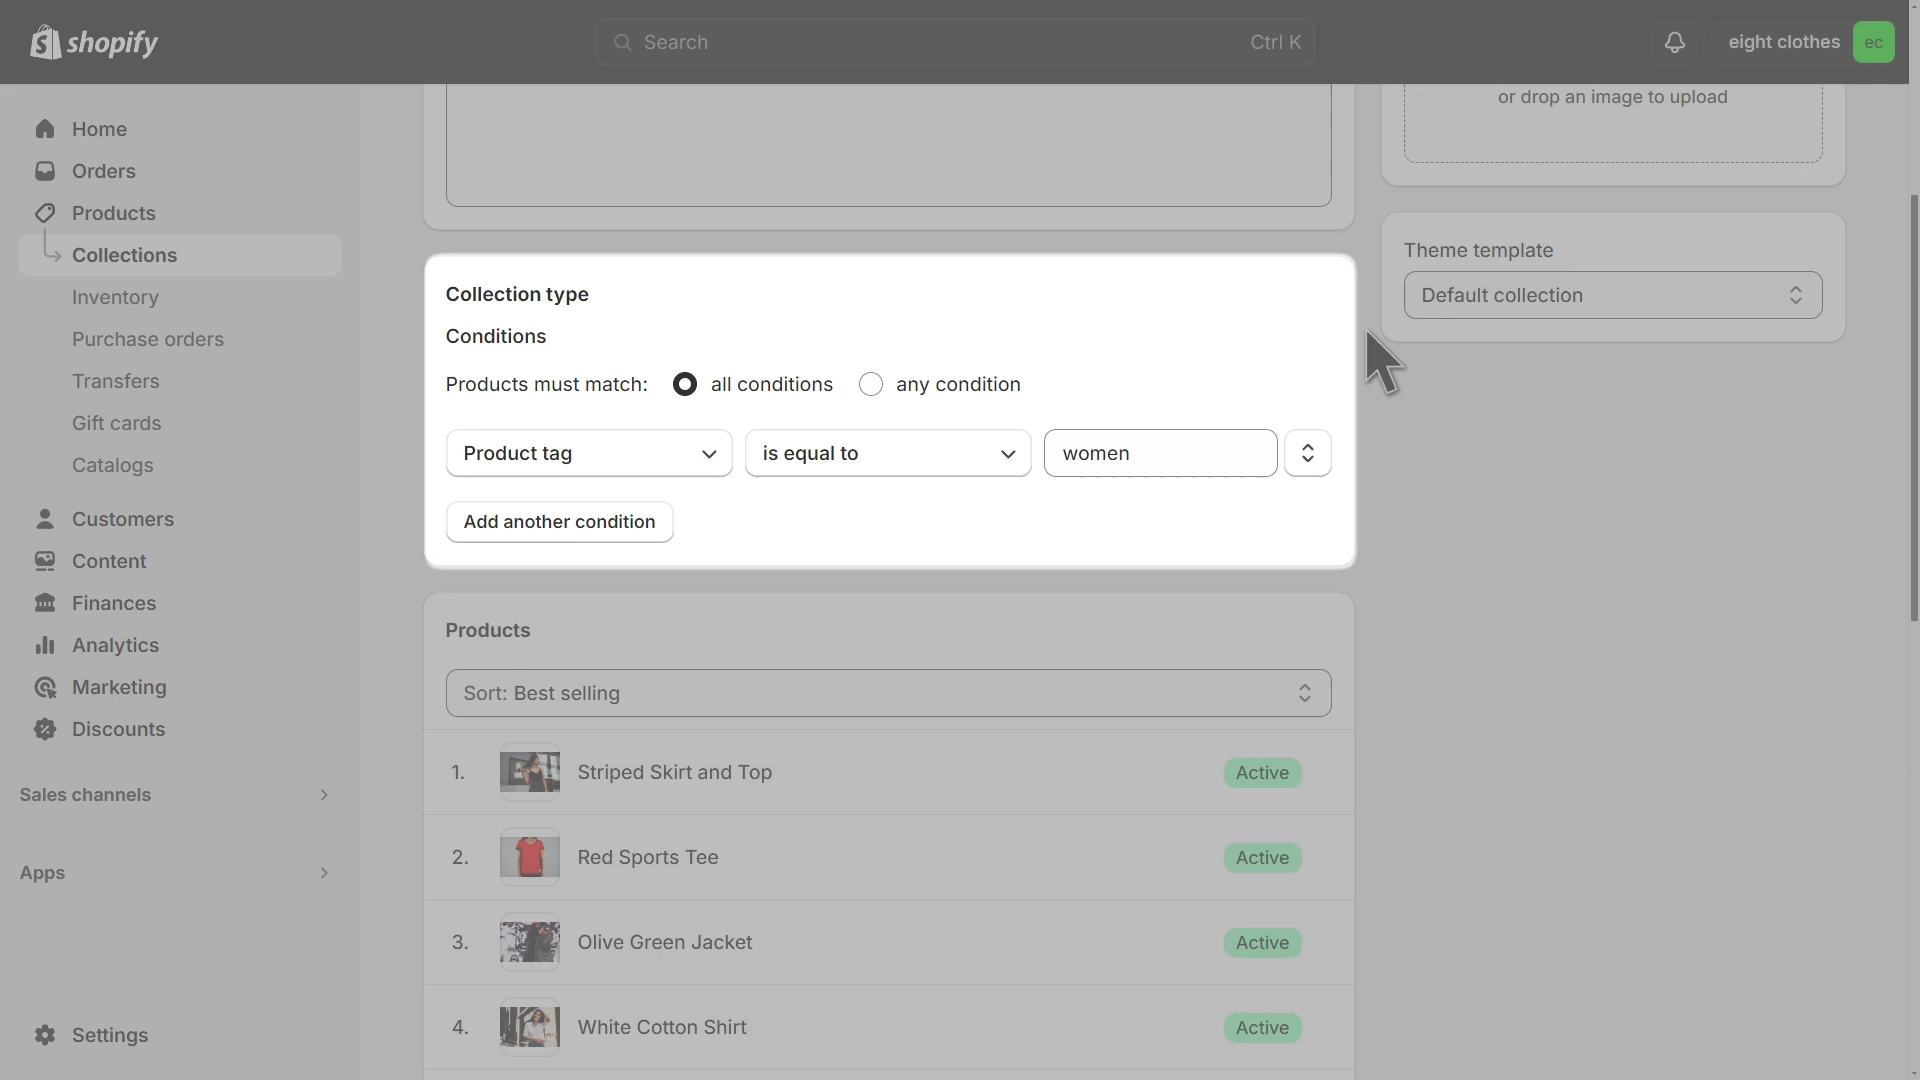 shopify
Search
Ctrl K
eight clothes
ec
Home
Orders
Products
Collections
Inventory
Purchase orders
Transfers
Gift cards
Catalogs
Customers
Content
Finances
Analytics
Marketing
Discounts
Sales channels
Apps
Settings
Collection type
Conditions
Products must match: all conditions any condition
Product tag is equal to women
Add another condition
Products
Sort: Best selling
1. Striped Skirt and Top Active
2. Red Sports Tee Active
3. Olive Green Jacket Active
4. White Cotton Shirt Active
or drop an image to upload
Theme template
Default collection